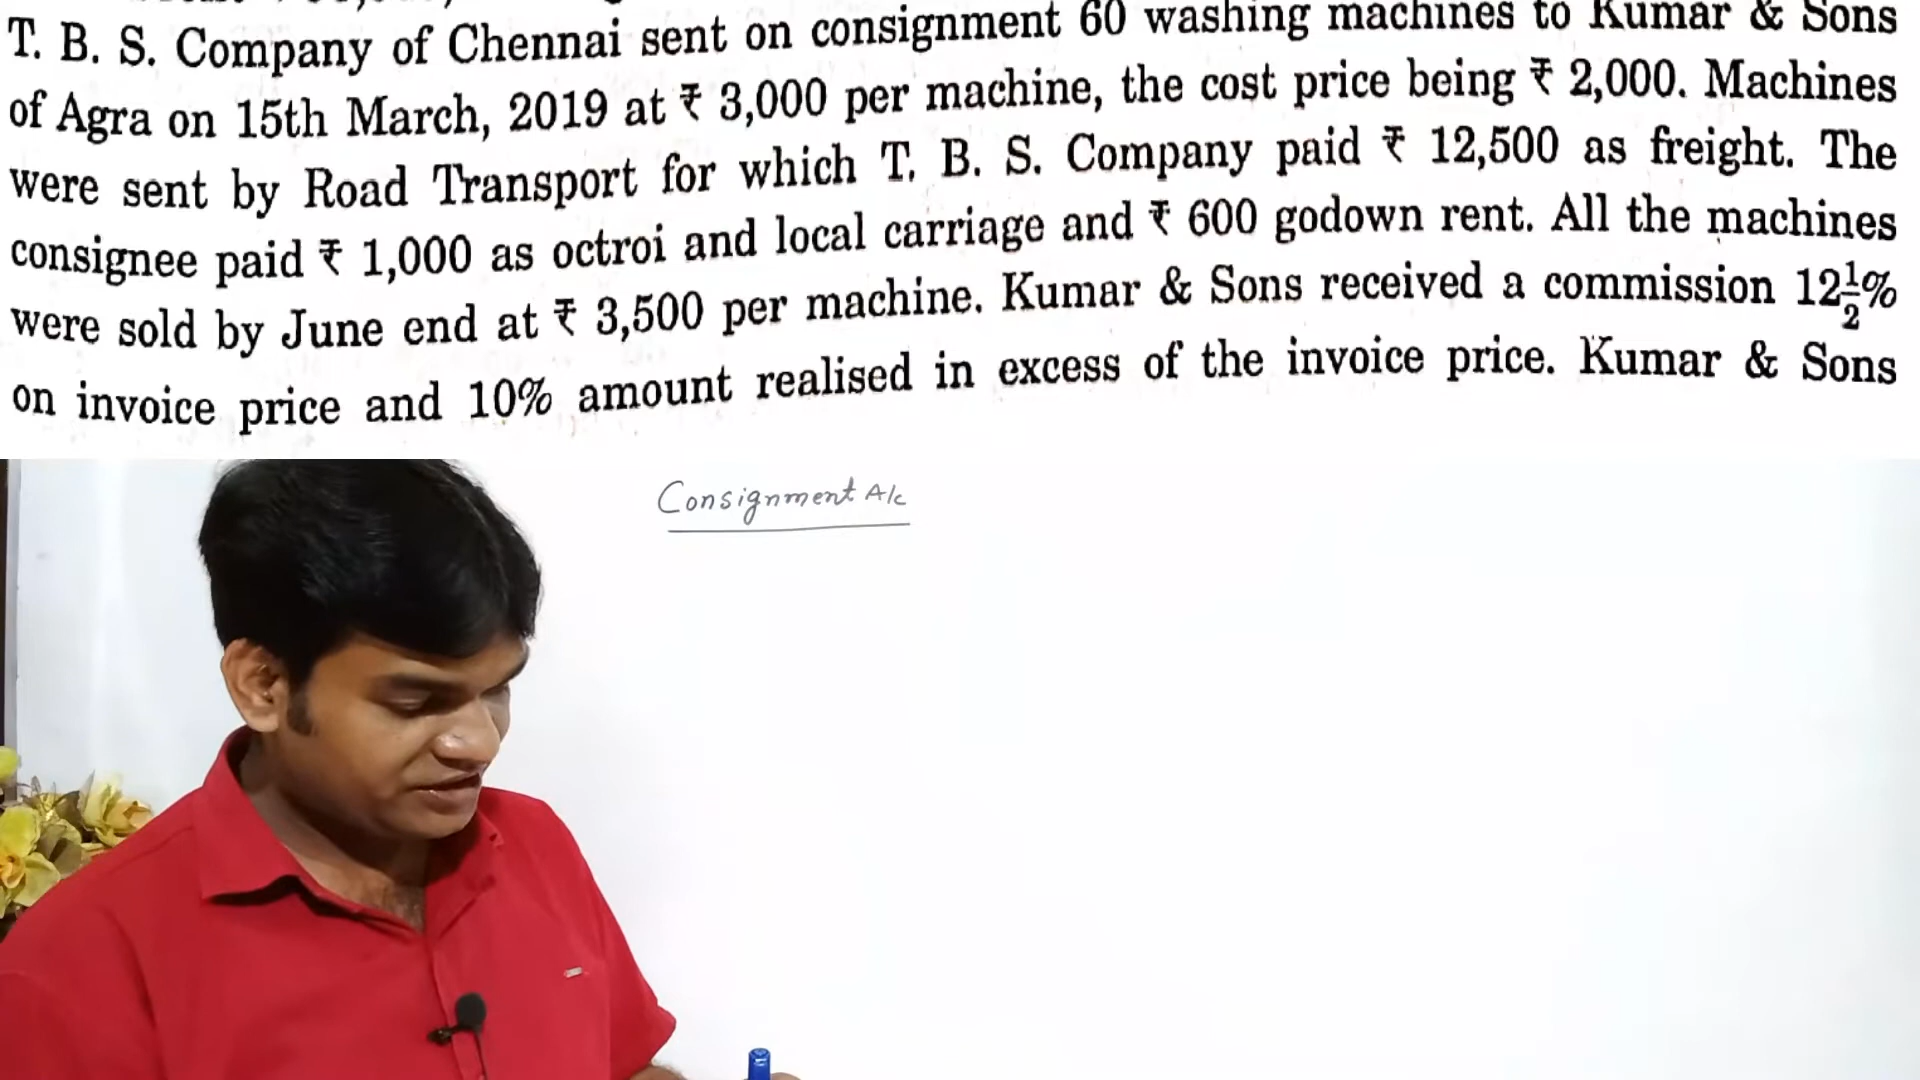 T. B. S. Company of Chennai sent on consignment 60 washing machines to Kumar & Sons
of Agra on 15th March, 2019 at ₹ 3,000 per machine, the cost price being ₹ 2,000. Machines
were sent by Road Transport for which T. B. S. Company paid ₹ 12,500 as freight. The
consignee paid ₹ 1,000 as octroi and local carriage and ₹ 600 godown rent. All the machines
were sold by June end at ₹ 3,500 per machine. Kumar & Sons received a commission 12½%
on invoice price and 10% amount realised in excess of the invoice price. Kumar & Sons
Consignment A/c